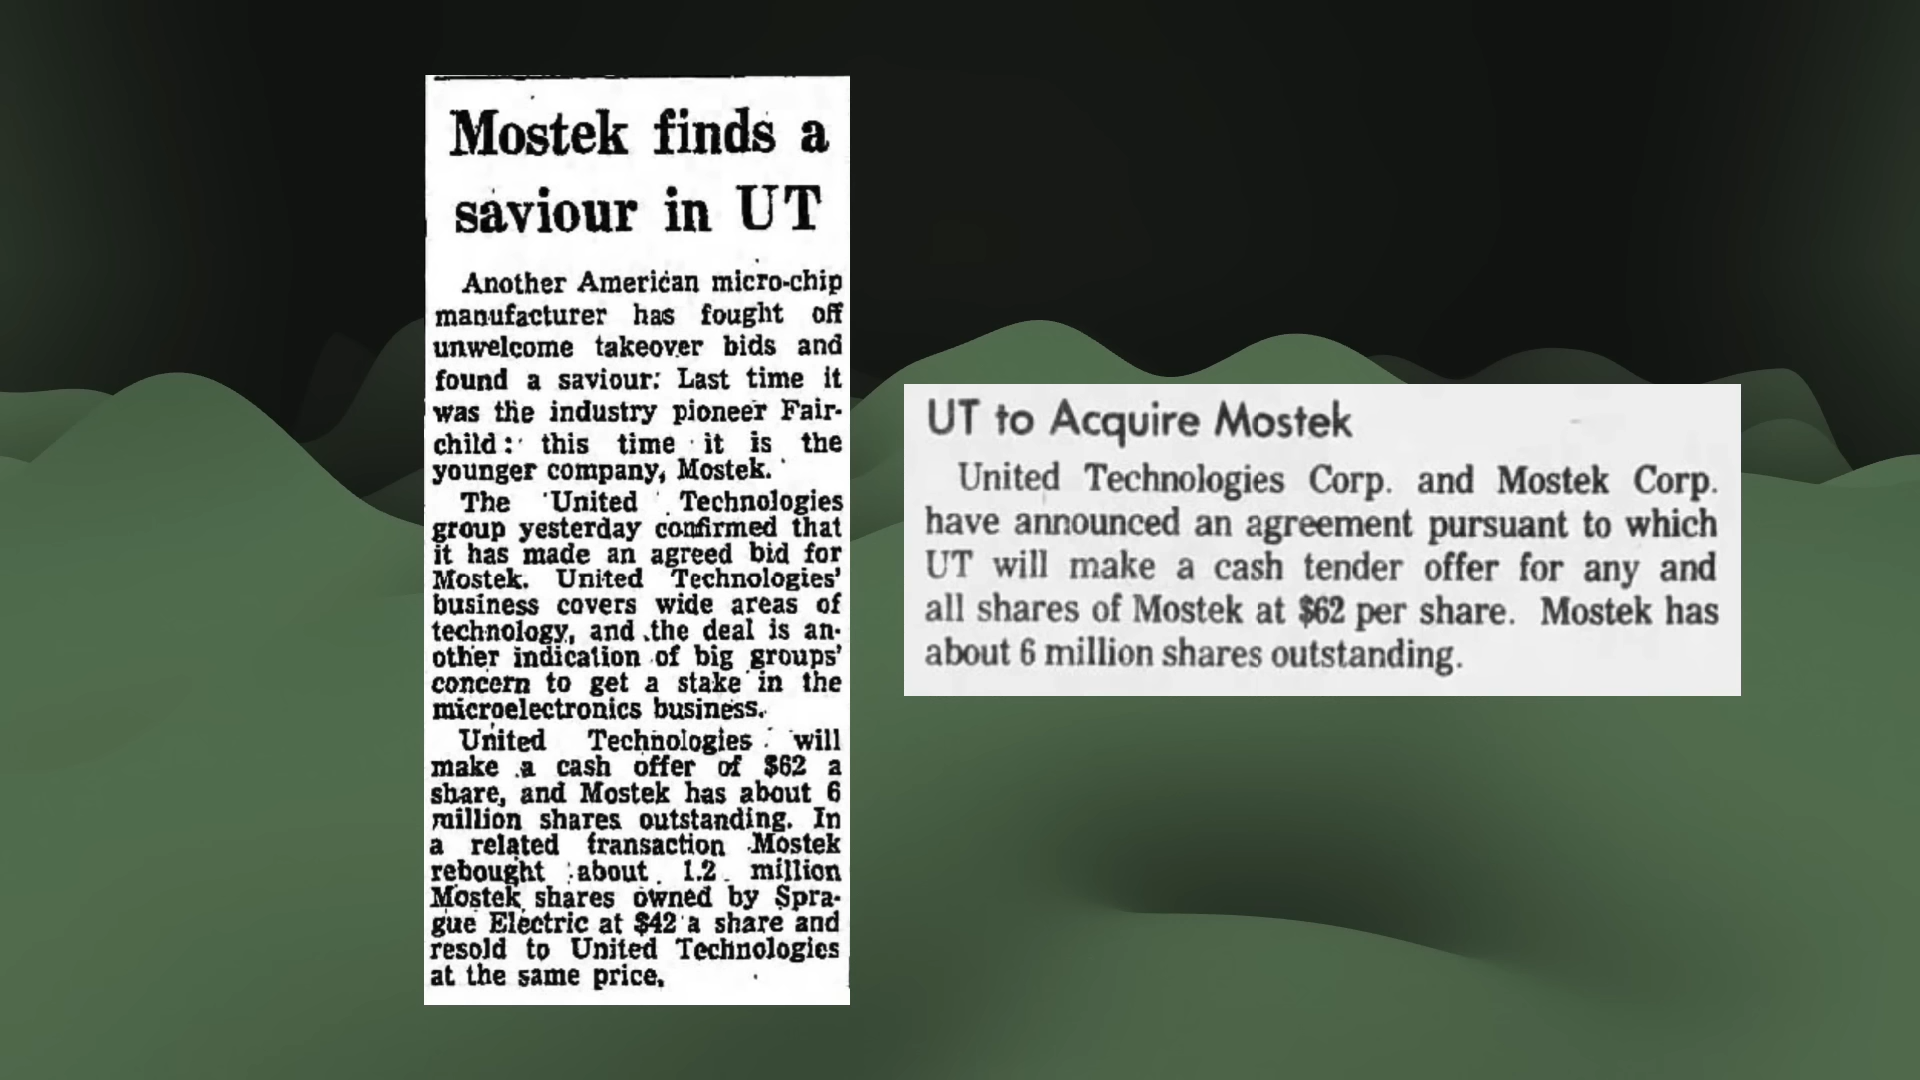 Mostek finds a
saviour in UT
Another American micro-chip
manufacturer has fought off
unwelcome takeover bids and
found a saviour: Last time it
was the industry pioneer Fair-
child: this time it is the
younger company, Mostek.
The United Technologies
group yesterday confirmed that
it has made an agreed bid for
Mostek. United Technologies'
business covers wide areas of
technology, and the deal is an-
other indication of big groups'
concern to get a stake in the
microelectronics business.
United Technologies will
make a cash offer of $62 a
share, and Mostek has about 6
million shares outstanding. In
a related transaction Mostek
rebought about 1.2 million
Mostek shares owned by Spra-
gue Electric at $42 a share and
resold to United Technologies
at the same price.
UT to Acquire Mostek
United Technologies Corp. and Mostek Corp.
have announced an agreement pursuant to which
UT will make a cash tender offer for any and
all shares of Mostek at $62 per share. Mostek has
about 6 million shares outstanding.